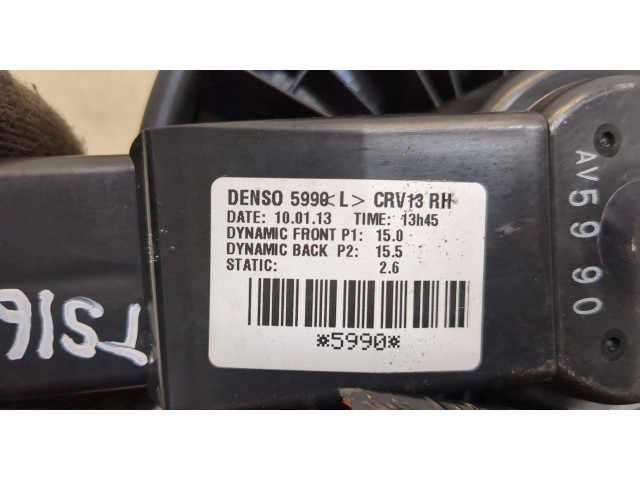 DENSO 5990<L> CRV13 RH
DATE: 10.01.13 TIME: 13h45
DYNAMIC FRONT P1: 15.0
DYNAMIC BACK P2: 15.5
STATIC: 2.6
*5990*
AV5990